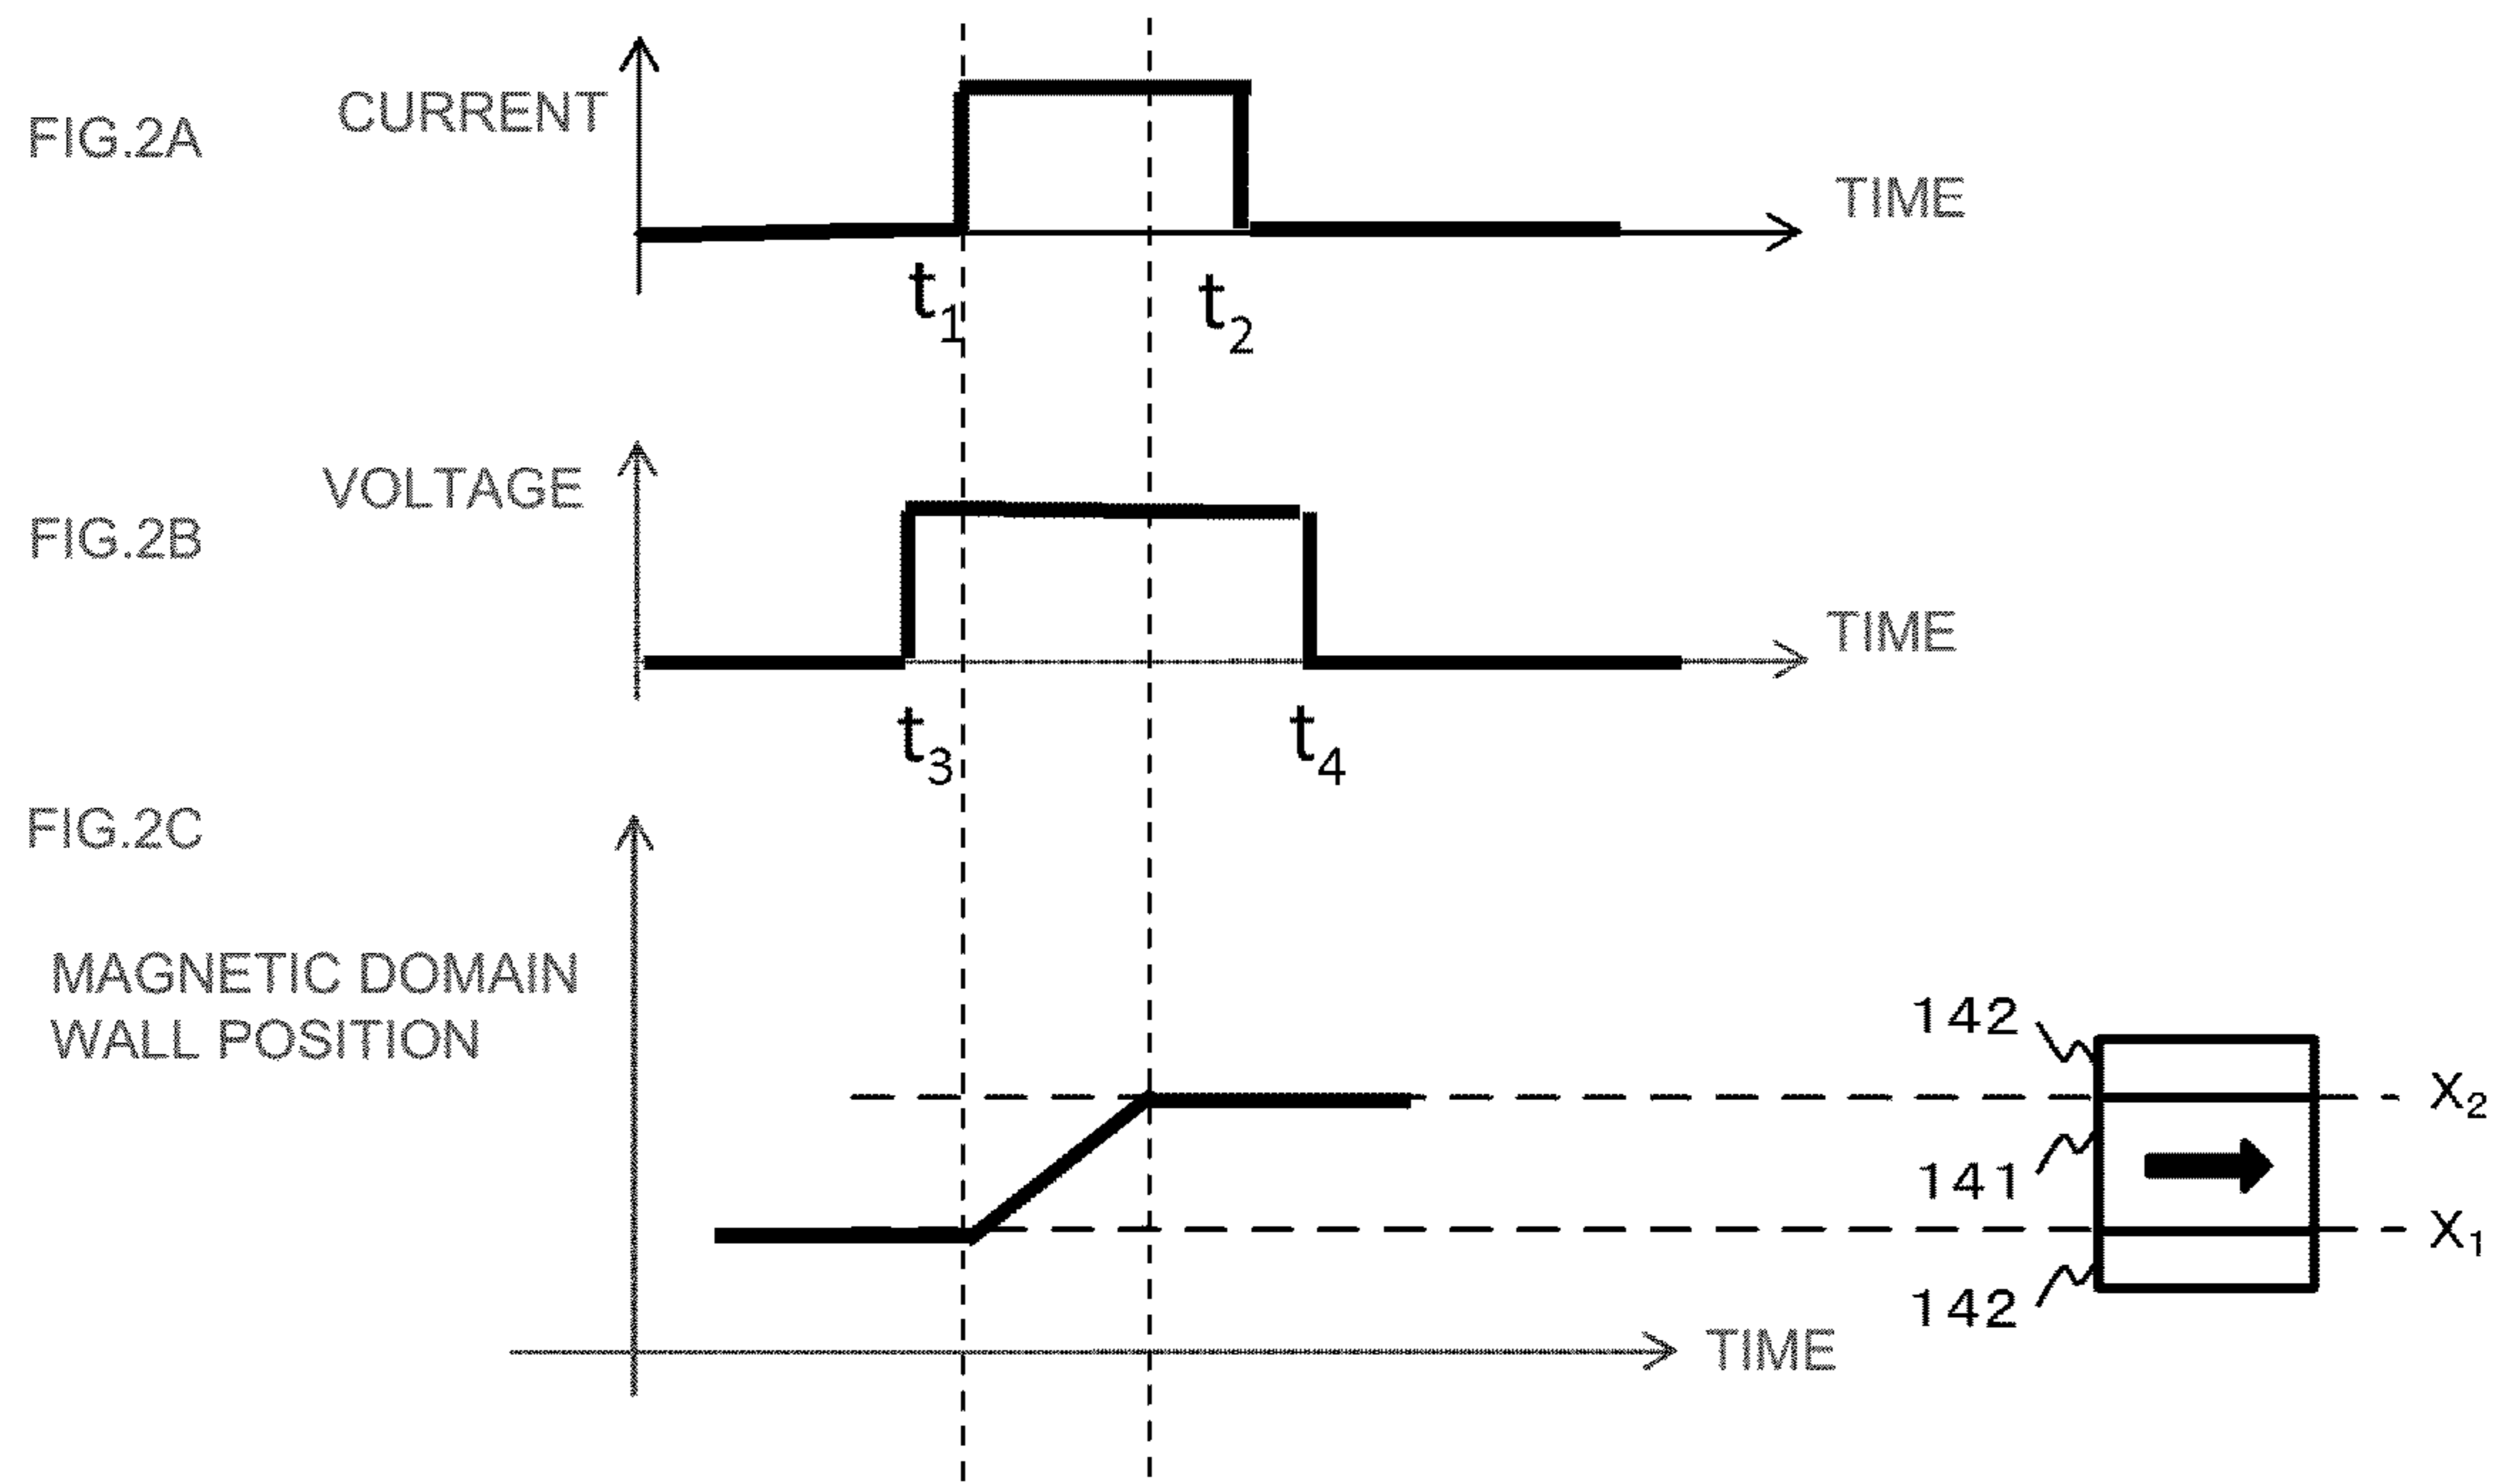 FIG.2A
CURRENT
TIME
t₁
t₂
FIG.2B
VOLTAGE
TIME
t₃
t₄
FIG.2C
MAGNETIC DOMAIN
WALL POSITION
142
X₂
141
X₁
142
TIME